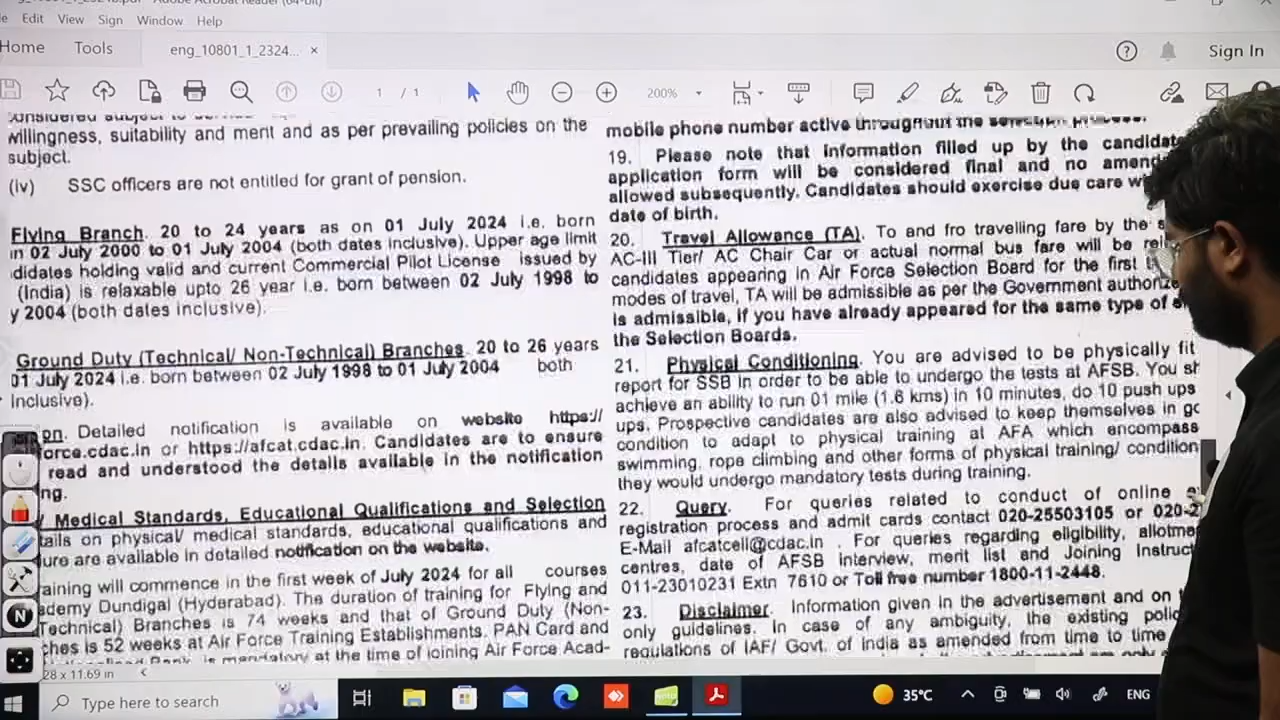 Edit View Sign Window Help
Home Tools eng_10801_1_2324... × Sign In
1 / 1 200%
willingness, suitability and merit and as per prevailing policies on the
subject.
(iv) SSC officers are not entitled for grant of pension.
Flying Branch. 20 to 24 years as on 01 July 2024 i.e. born
in 02 July 2000 to 01 July 2004 (both dates inclusive). Upper age limit
didates holding valid and current Commercial Pilot License issued by
(India) is relaxable upto 26 year i.e. born between 02 July 1998 to
y 2004 (both dates inclusive).
Ground Duty (Technical/ Non-Technical) Branches. 20 to 26 years
01 July 2024 i.e. born between 02 July 1998 to 01 July 2004 both
Inclusive).
on. Detailed notification is available on website https://
force.cdac.in or https://afcat.cdac.in. Candidates are to ensure
read and understood the details available in the notification
ng.
Medical Standards, Educational Qualifications and Selection
tails on physical/ medical standards, educational qualifications and
ure are available in detailed notification on the website.
aining will commence in the first week of July 2024 for all courses
ademy Dundigal (Hyderabad). The duration of training for Flying and
Technical) Branches is 74 weeks and that of Ground Duty (Non-
ches is 52 weeks at Air Force Training Establishments. PAN Card and
is mandatory at the time of joining Air Force Acad-
mobile phone number active throughout the selection process.
19. Please note that information filled up by the candidat
application form will be considered final and no amend
allowed subsequently. Candidates should exercise due care w
date of birth.
20. Travel Allowance (TA). To and fro travelling fare by the s
AC-III Tier/ AC Chair Car or actual normal bus fare will be rei
candidates appearing in Air Force Selection Board for the first
modes of travel, TA will be admissible as per the Government authoriz
is admissible, if you have already appeared for the same type of
the Selection Boards.
21. Physical Conditioning. You are advised to be physically fit
report for SSB in order to be able to undergo the tests at AFSB. You sh
achieve an ability to run 01 mile (1.6 kms) in 10 minutes, do 10 push ups
ups. Prospective candidates are also advised to keep themselves in go
condition to adapt to physical training at AFA which encompass
swimming, rope climbing and other forms of physical training/ condition
they would undergo mandatory tests during training.
22. Query. For queries related to conduct of online
registration process and admit cards contact 020-25503105 or 020-2
E-Mail afcatcell@cdac.in . For queries regarding eligibility, allotme
centres, date of AFSB interview, merit list and Joining Instruct
011-23010231 Extn 7610 or Toll free number 1800-11-2448.
23. Disclaimer. Information given in the advertisement and on
only guidelines. In case of any ambiguity, the existing polic
regulations of IAF/ Govt. of India as amended from time to time
28 x 11.69 in
Type here to search 35°C ENG